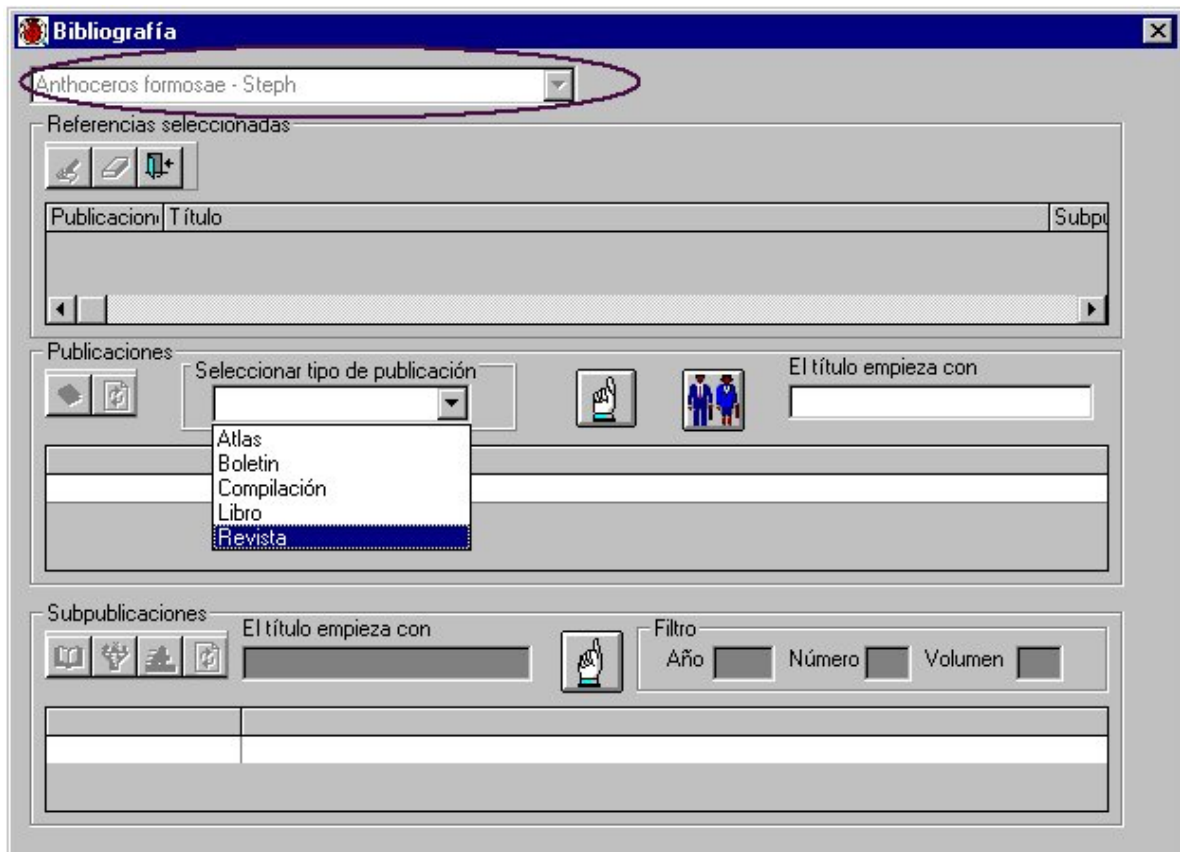 Bibliografía
Anthoceros formosae - Steph
Referencias seleccionadas
Publicacion Título Subpu
Publicaciones
Seleccionar tipo de publicación
El título empieza con
Atlas
Boletin
Compilación
Libro
Revista
Subpublicaciones
El título empieza con
Filtro
Año Número Volumen